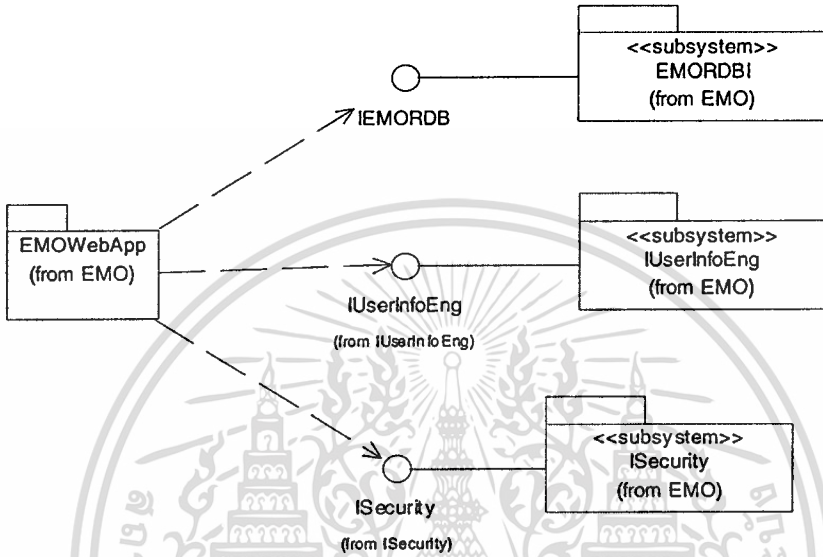 <<subsystem>>
EMORDBI
(from EMO)
IEMORDB
EMOWebApp
(from EMO)
<<subsystem>>
IUserInfoEng
(from EMO)
IUserInfoEng
(from IUserInfoEng)
<<subsystem>>
ISecurity
(from EMO)
ISecurity
(from ISecurity)